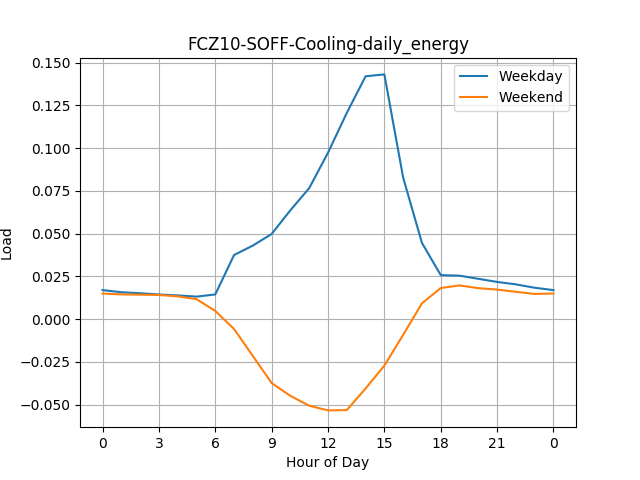 FCZ10-SOFF-Cooling-daily_energy
0.150
0.125
0.100
0.075
0.050
0.025
0.000
−0.025
−0.050
Load
Weekday
Weekend
0 3 6 9 12 15 18 21 0
Hour of Day